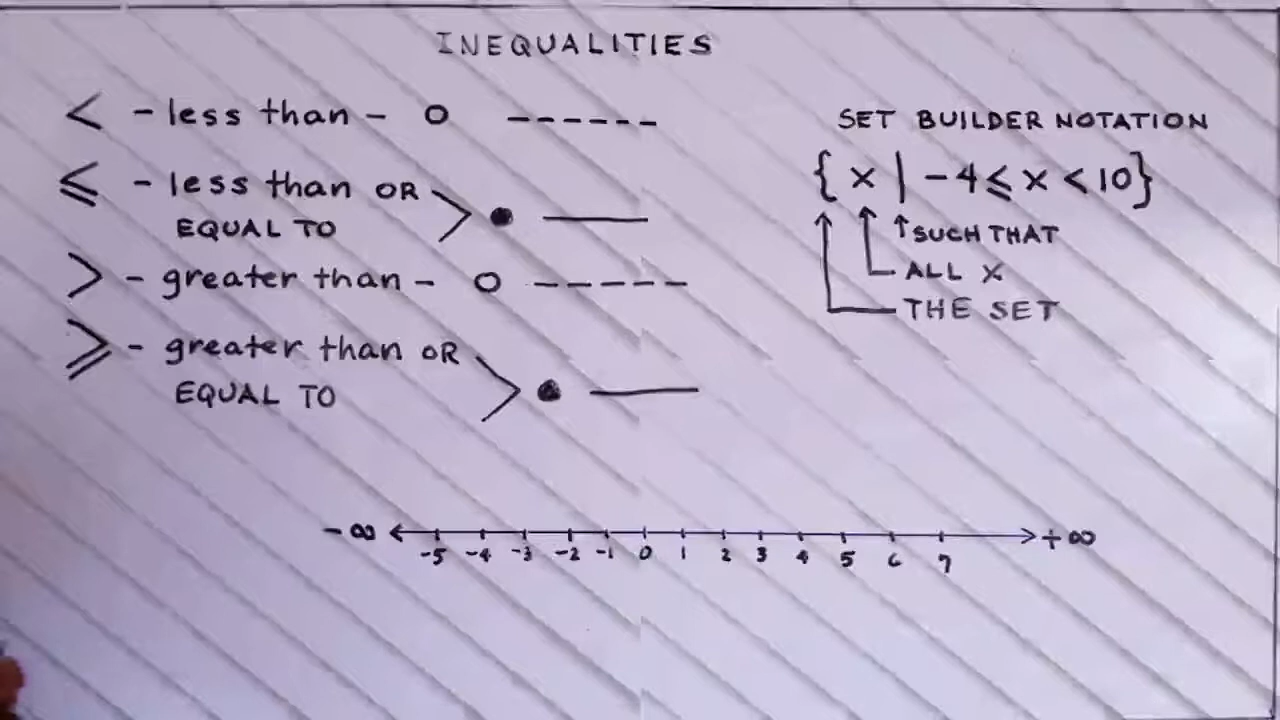 INEQUALITIES
< - less than - o ------
≤ - less than OR
EQUAL TO
> - greater than - o -----
≥ - greater than OR
EQUAL TO
SET BUILDER NOTATION
{ x | -4 ≤ x < 10 }
SUCH THAT
ALL X
THE SET
-∞ +∞
-5 -4 -3 -2 -1 0 1 2 3 4 5 6 7